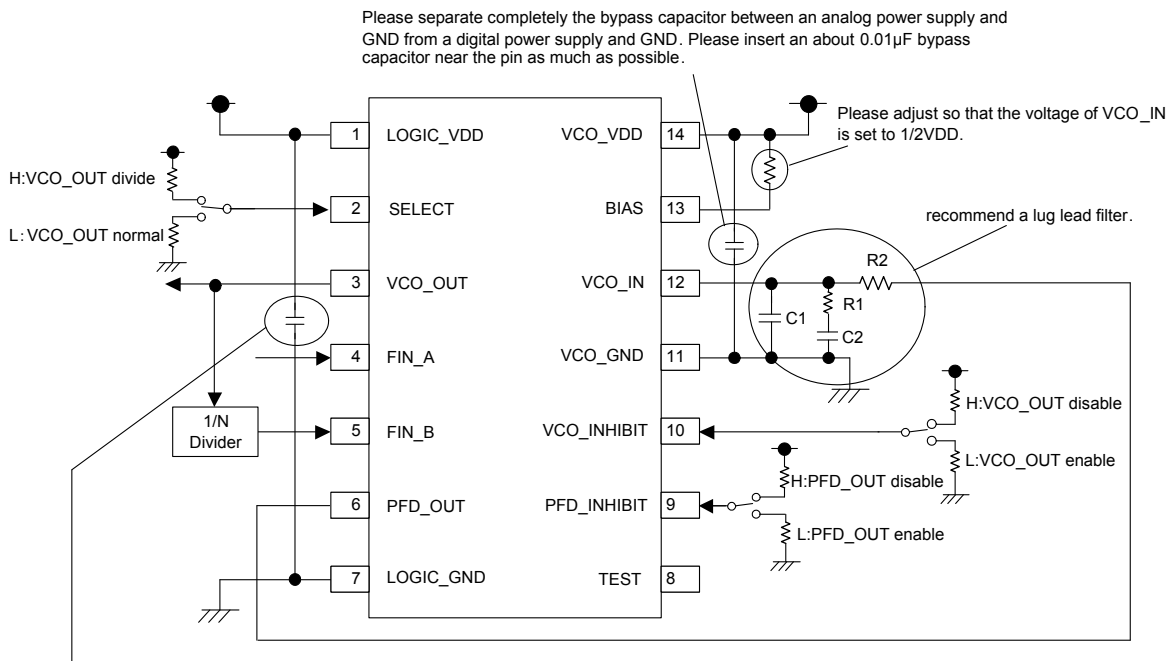 Please separate completely the bypass capacitor between an analog power supply and
GND from a digital power supply and GND. Please insert an about 0.01µF bypass
capacitor near the pin as much as possible.
Please adjust so that the voltage of VCO_IN
is set to 1/2VDD.
1 LOGIC_VDD VCO_VDD 14
H:VCO_OUT divide
2 SELECT BIAS 13
recommend a lug lead filter.
L:VCO_OUT normal
R2
3 VCO_OUT VCO_IN 12
R1
C1
C2
4 FIN_A VCO_GND 11
1/N
Divider
5 FIN_B VCO_INHIBIT 10
H:VCO_OUT disable
L:VCO_OUT enable
H:PFD_OUT disable
6 PFD_OUT PFD_INHIBIT 9
L:PFD_OUT enable
7 LOGIC_GND TEST 8